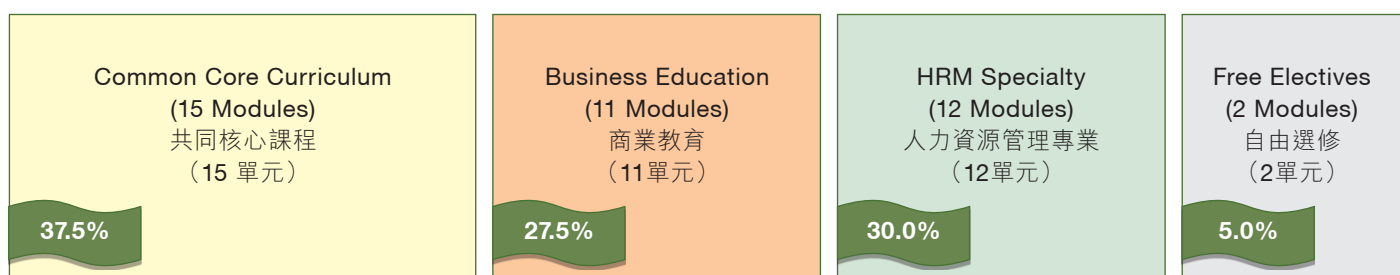 Common Core Curriculum
(15 Modules)
共同核心課程
（15 單元）
37.5%
Business Education
(11 Modules)
商業教育
（11單元）
27.5%
HRM Specialty
(12 Modules)
人力資源管理專業
（12單元）
30.0%
Free Electives
(2 Modules)
自由選修
（2單元）
5.0%